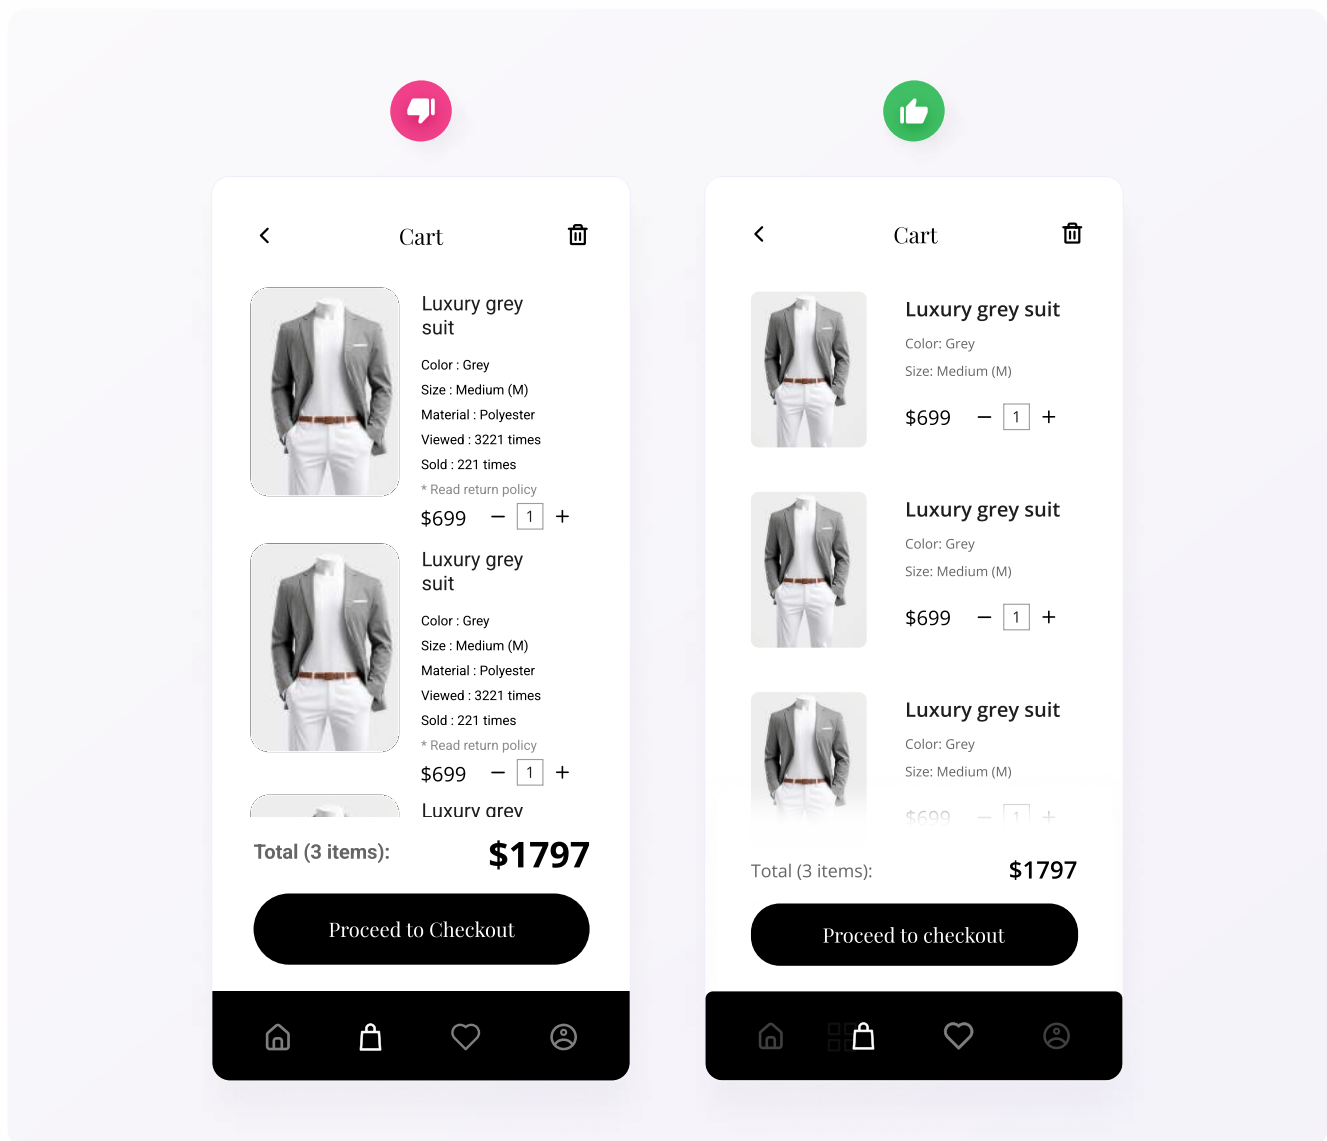 Cart
Luxury grey
suit
Color : Grey
Size : Medium (M)
Material : Polyester
Viewed : 3221 times
Sold : 221 times
* Read return policy
$699 1
Luxury grey
suit
Color : Grey
Size : Medium (M)
Material : Polyester
Viewed : 3221 times
Sold : 221 times
* Read return policy
$699 1
Luxury grey
Total (3 items): $1797
Proceed to Checkout
Cart
Luxury grey suit
Color: Grey
Size: Medium (M)
$699 1
Luxury grey suit
Color: Grey
Size: Medium (M)
$699 1
Luxury grey suit
Color: Grey
Size: Medium (M)
$699 1
Total (3 items): $1797
Proceed to checkout